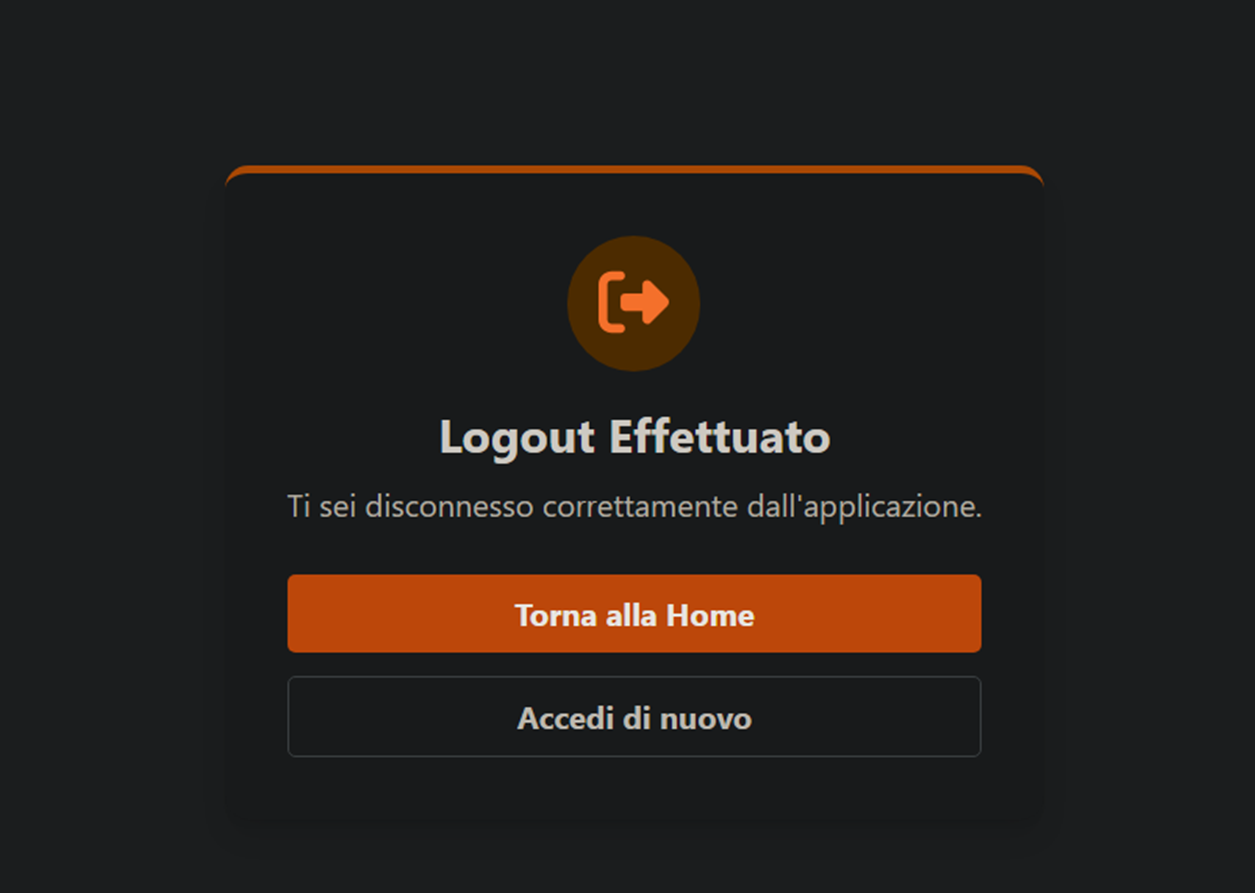 Logout Effettuato
Ti sei disconnesso correttamente dall'applicazione.
Torna alla Home
Accedi di nuovo